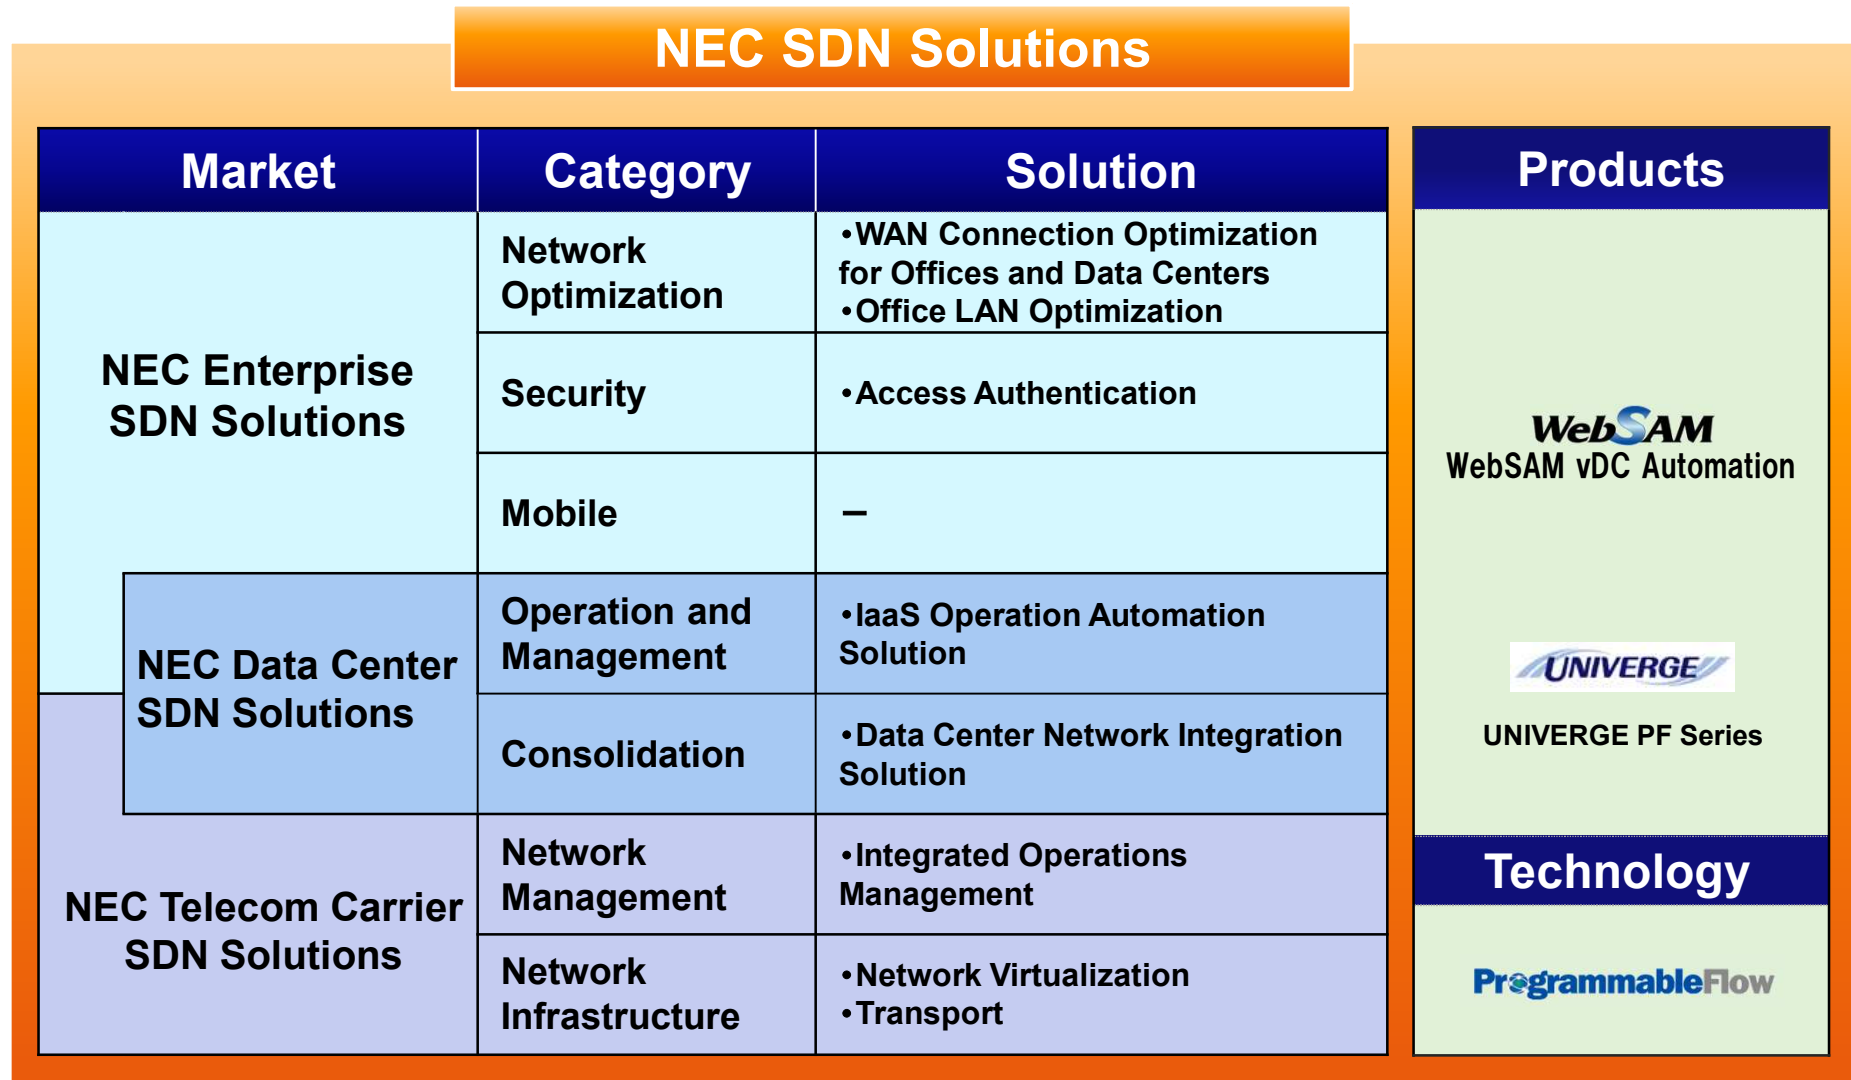 NEC SDN Solutions
Market
Category
Solution
NEC Enterprise
SDN Solutions
Network
Optimization
・WAN Connection Optimization
for Offices and Data Centers
・Office LAN Optimization
Security
・Access Authentication
Mobile
–
NEC Data Center
SDN Solutions
Operation and
Management
・IaaS Operation Automation
Solution
Consolidation
・Data Center Network Integration
Solution
NEC Telecom Carrier
SDN Solutions
Network
Management
・Integrated Operations
Management
Network
Infrastructure
・Network Virtualization
・Transport
Products
WebSAM
WebSAM vDC Automation
UNIVERGE
UNIVERGE PF Series
Technology
ProgrammableFlow